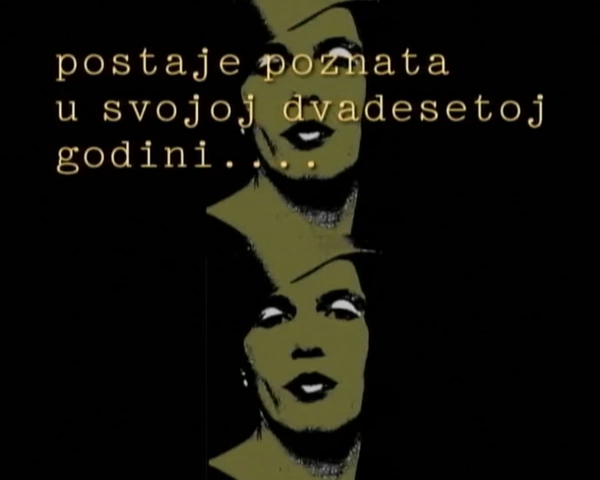 postaje poznata
u svojoj dvadesetoj
godini....